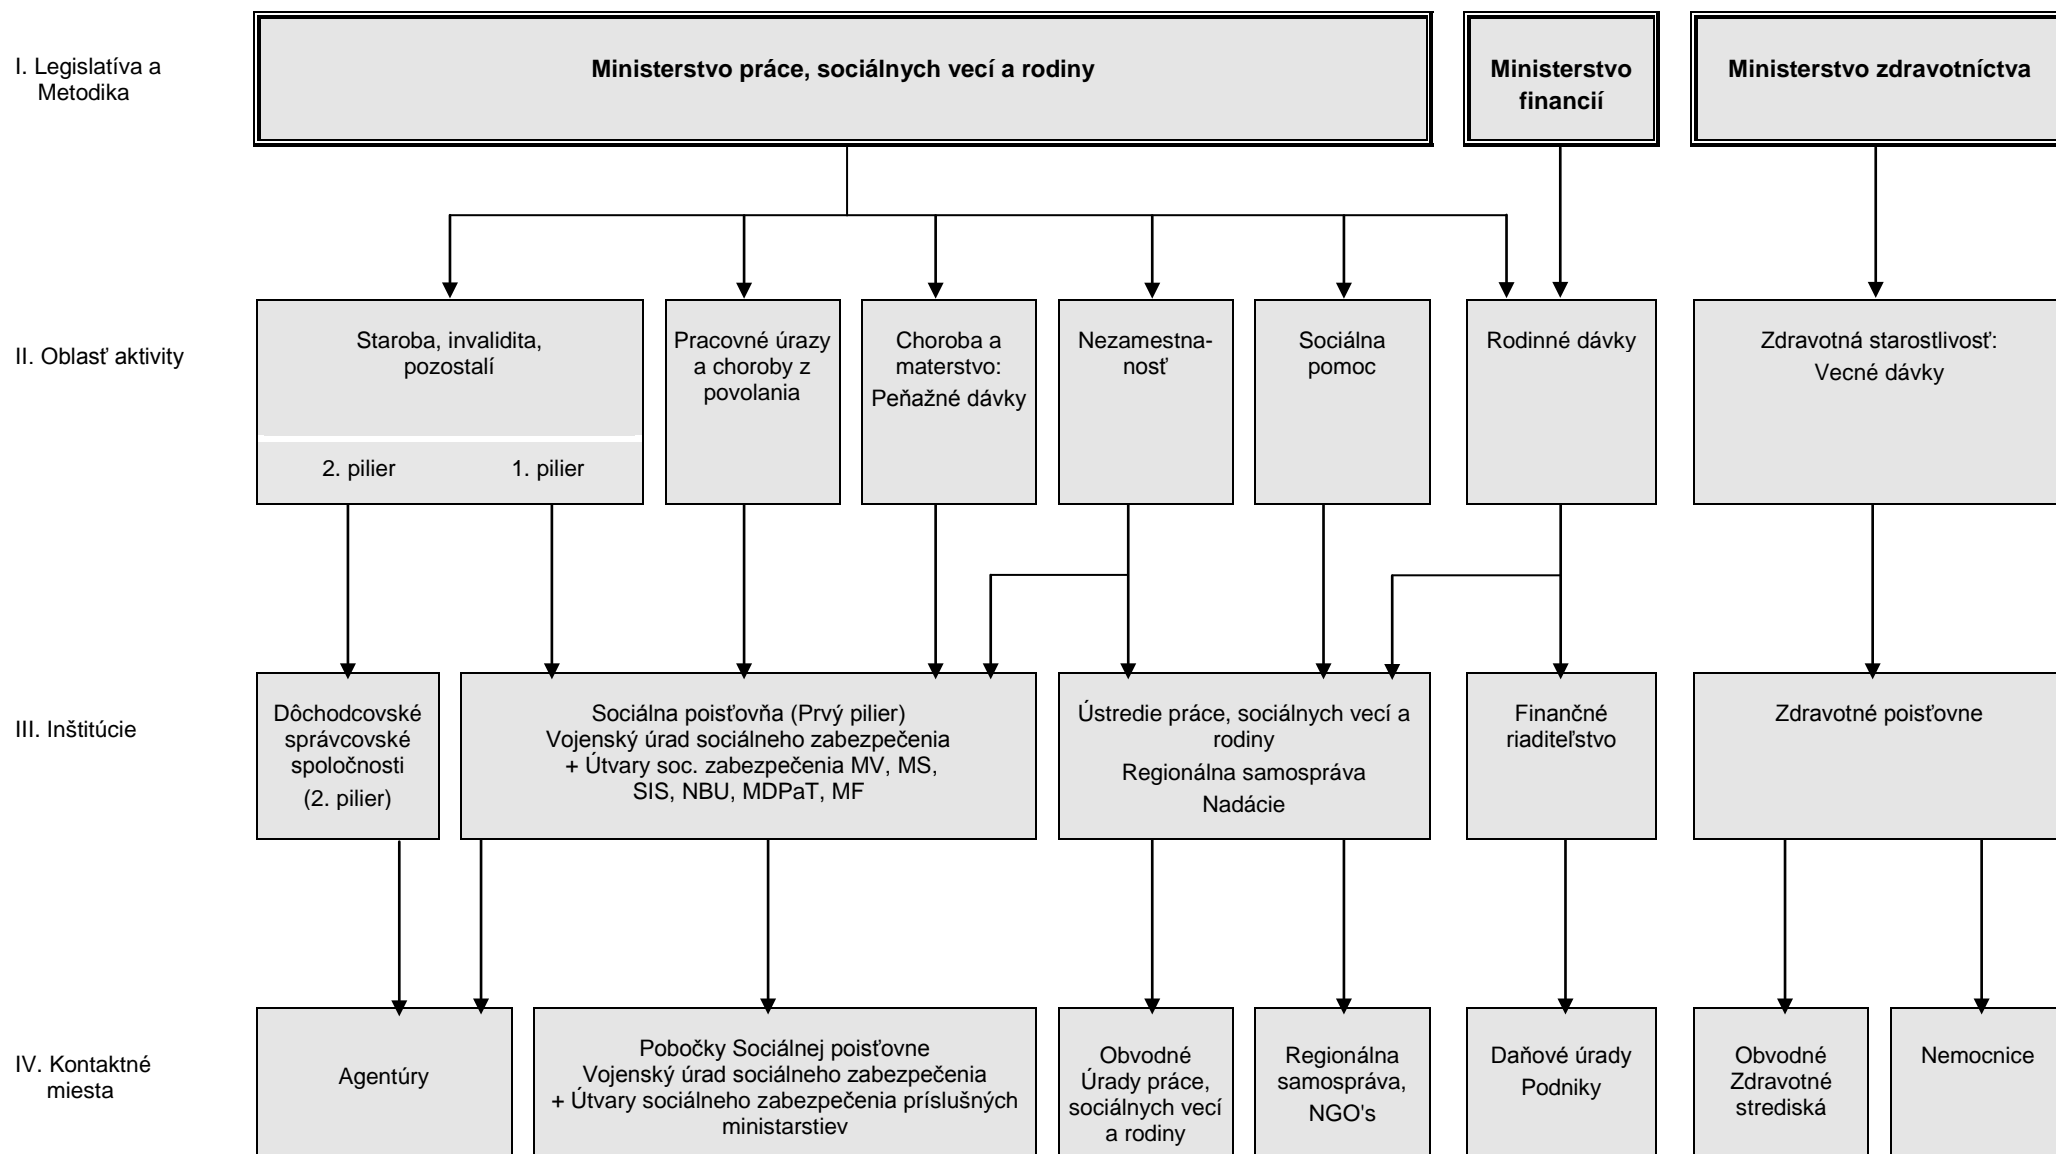 I. Legislatíva a
Metodika
Ministerstvo práce, sociálnych vecí a rodiny
Ministerstvo
financií
Ministerstvo zdravotníctva
II. Oblasť aktivity
Staroba, invalidita,
pozostalí
2. pilier
1. pilier
Pracovné úrazy
a choroby z
povolania
Choroba a
materstvo:
Peňažné dávky
Nezamestna-
nosť
Sociálna
pomoc
Rodinné dávky
Zdravotná starostlivosť:
Vecné dávky
III. Inštitúcie
Dôchodcovské
správcovské
spoločnosti
(2. pilier)
Sociálna poisťovňa (Prvý pilier)
Vojenský úrad sociálneho zabezpečenia
+ Útvary soc. zabezpečenia MV, MS,
SIS, NBU, MDPaT, MF
Ústredie práce, sociálnych vecí a
rodiny
Regionálna samospráva
Nadácie
Finančné
riaditeľstvo
Zdravotné poisťovne
IV. Kontaktné
miesta
Agentúry
Pobočky Sociálnej poisťovne
Vojenský úrad sociálneho zabezpečenia
+ Útvary sociálneho zabezpečenia príslušných
ministarstiev
Obvodné
Úrady práce,
sociálnych vecí
a rodiny
Regionálna
samospráva,
NGO's
Daňové úrady
Podniky
Obvodné
Zdravotné
strediská
Nemocnice